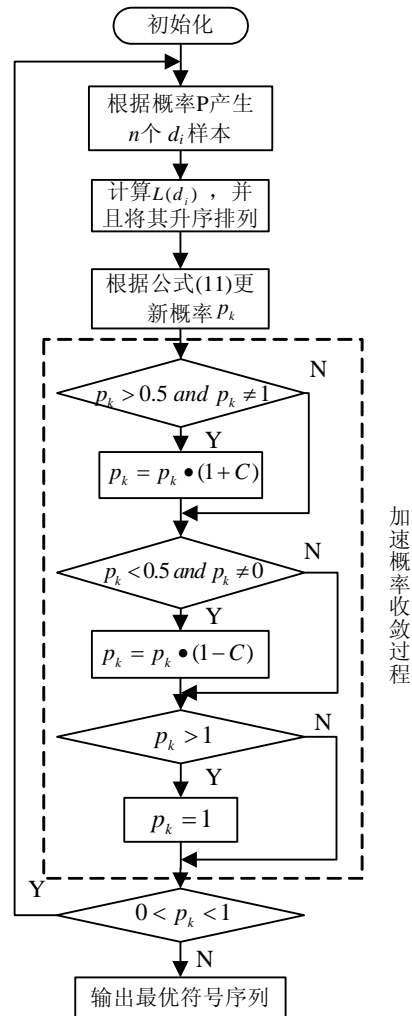 初始化
根据概率P产生
n个 d_i 样本
计算L(d_i) ，并
且将其升序排列
根据公式(11)更
新概率 p_k
p_k > 0.5 and p_k ≠ 1
N
Y
p_k = p_k • (1 + C)
p_k < 0.5 and p_k ≠ 0
N
Y
p_k = p_k • (1 − C)
p_k > 1
N
Y
p_k = 1
加速概率收敛过程
Y
0 < p_k < 1
N
输出最优符号序列